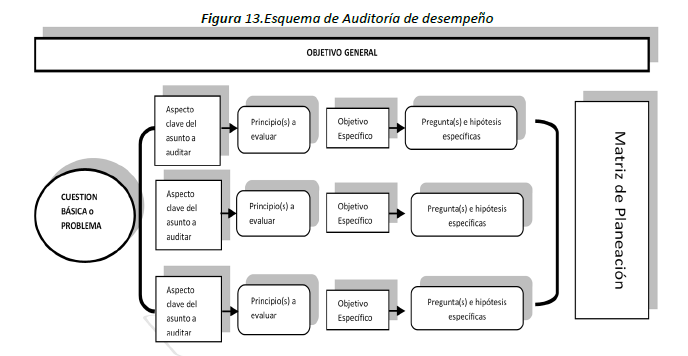 Figura 13.Esquema de Auditoría de desempeño
OBJETIVO GENERAL
Aspecto
clave del
asunto a
auditar
Principio(s) a
evaluar
Objetivo
Específico
Pregunta(s) e hipótesis
específicas
CUESTION
BÁSICA o
PROBLEMA
Aspecto
clave del
asunto a
auditar
Principio(s) a
evaluar
Objetivo
Específico
Pregunta(s) e hipótesis
específicas
Aspecto
clave del
asunto a
auditar
Principio(s) a
evaluar
Objetivo
Específico
Pregunta(s) e hipótesis
específicas
Matriz de Planeación